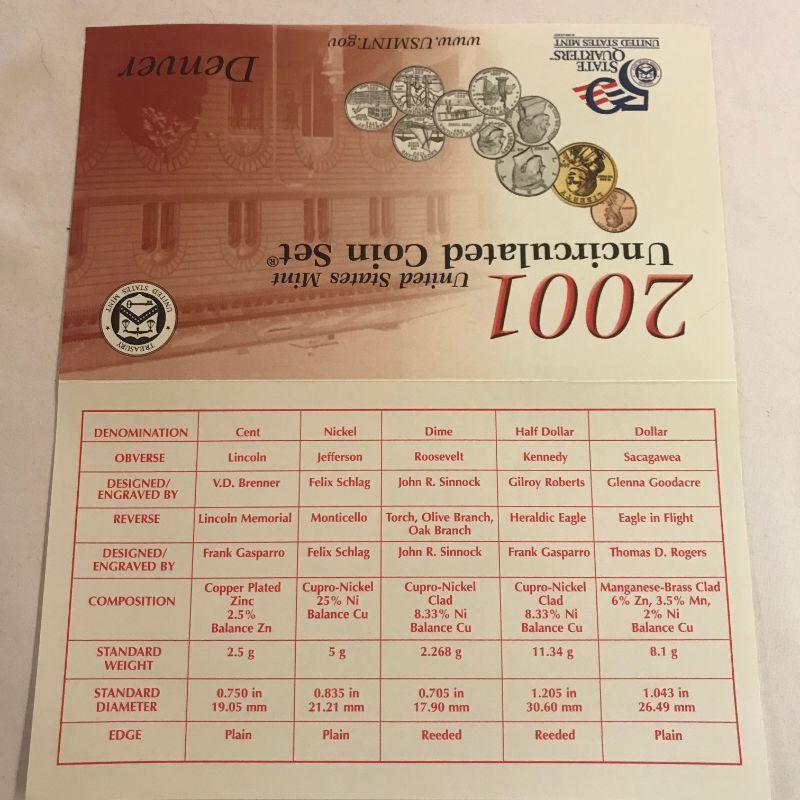 2001
United States Mint
Uncirculated Coin Set®
Denver
www.USMINT.gov
50
STATE
QUARTERS™
UNITED STATES MINT
TREASURY
UNITED STATES MINT
LIBERTY
DENOMINATION Cent Nickel Dime Half Dollar Dollar
OBVERSE Lincoln Jefferson Roosevelt Kennedy Sacagawea
DESIGNED/ V.D. Brenner Felix Schlag John R. Sinnock Gilroy Roberts Glenna Goodacre
ENGRAVED BY
REVERSE Lincoln Memorial Monticello Torch, Olive Branch, Heraldic Eagle Eagle in Flight
Oak Branch
DESIGNED/ Frank Gasparro Felix Schlag John R. Sinnock Frank Gasparro Thomas D. Rogers
ENGRAVED BY
Copper Plated Cupro-Nickel Cupro-Nickel Cupro-Nickel Manganese-Brass Clad
COMPOSITION Zinc 25% Ni Clad Clad 6% Zn, 3.5% Mn,
2.5% Balance Cu 8.33% Ni 8.33% Ni 2% Ni
Balance Zn Balance Cu Balance Cu Balance Cu
STANDARD 2.5 g 5 g 2.268 g 11.34 g 8.1 g
WEIGHT
STANDARD 0.750 in 0.835 in 0.705 in 1.205 in 1.043 in
DIAMETER 19.05 mm 21.21 mm 17.90 mm 30.60 mm 26.49 mm
EDGE Plain Plain Reeded Reeded Plain